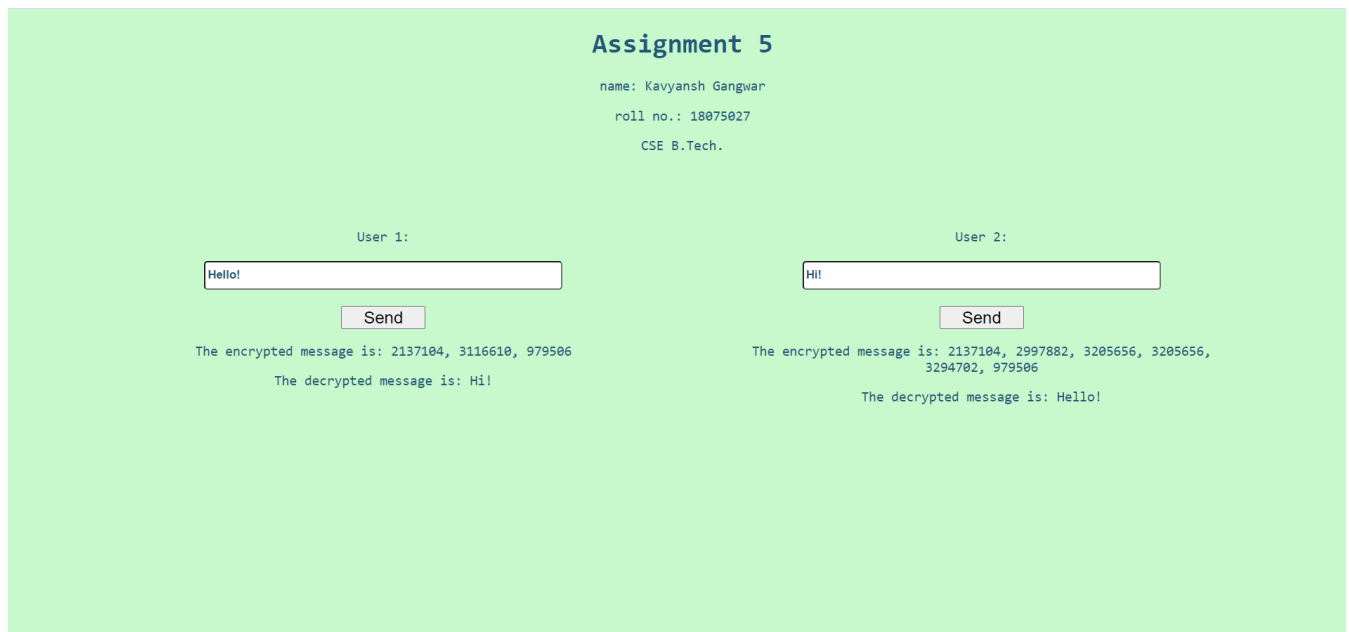 Assignment 5
name: Kavyansh Gangwar
roll no.: 18075027
CSE B.Tech.
User 1:
Hello!
Send
The encrypted message is: 2137104, 3116610, 979506
The decrypted message is: Hi!
User 2:
Hi!
Send
The encrypted message is: 2137104, 2997882, 3205656, 3205656,
3294702, 979506
The decrypted message is: Hello!